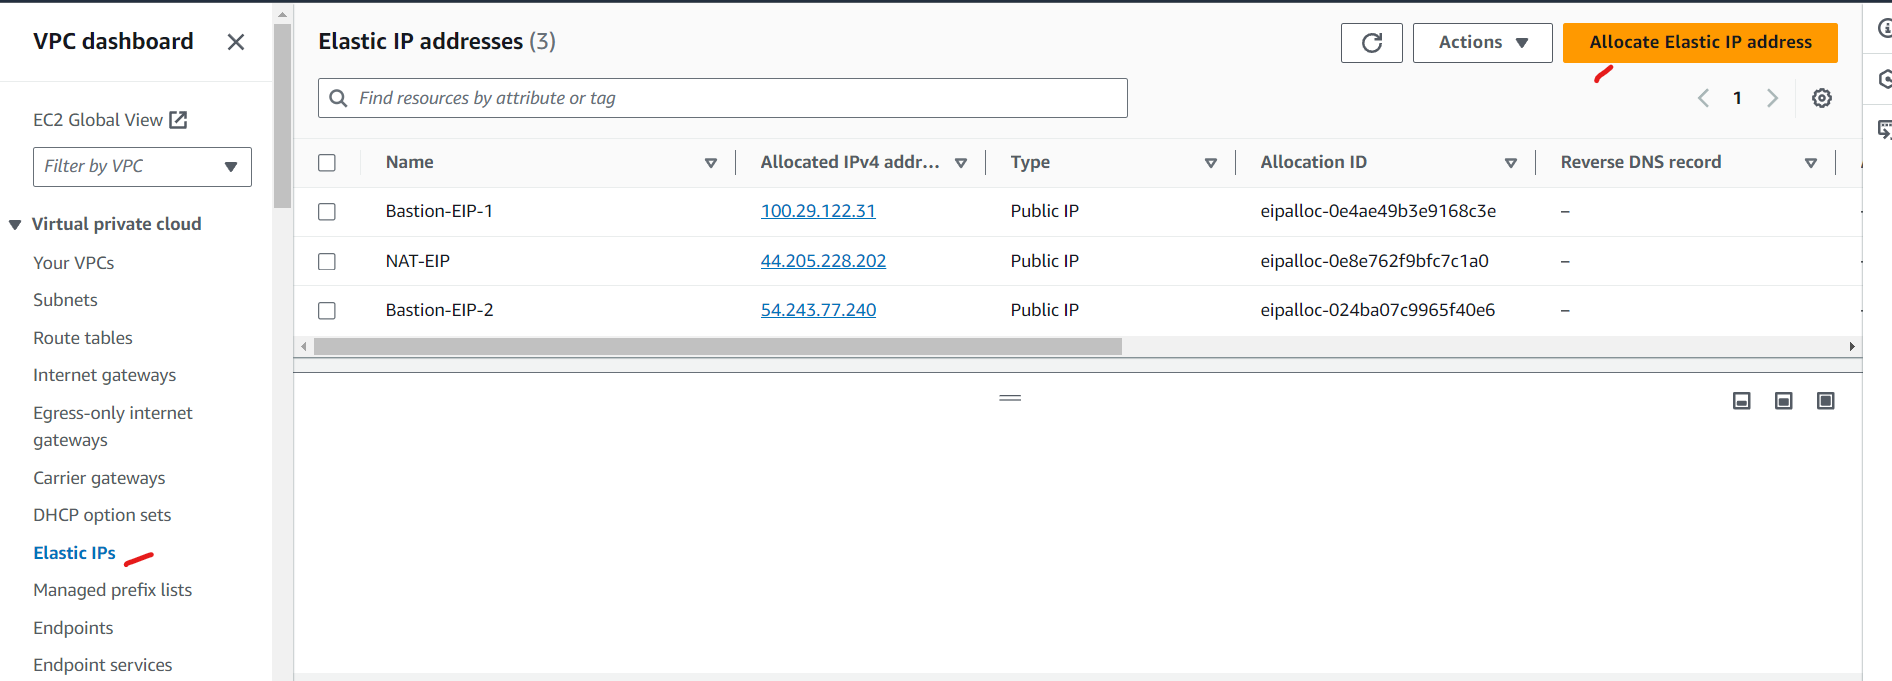 VPC dashboard
EC2 Global View
Filter by VPC
Virtual private cloud
Your VPCs
Subnets
Route tables
Internet gateways
Egress-only internet
gateways
Carrier gateways
DHCP option sets
Elastic IPs
Managed prefix lists
Endpoints
Endpoint services
Elastic IP addresses (3)
Actions
Allocate Elastic IP address
Find resources by attribute or tag
1
Name Allocated IPv4 addr... Type Allocation ID Reverse DNS record
Bastion-EIP-1 100.29.122.31 Public IP eipalloc-0e4ae49b3e9168c3e –
NAT-EIP 44.205.228.202 Public IP eipalloc-0e8e762f9bfc7c1a0 –
Bastion-EIP-2 54.243.77.240 Public IP eipalloc-024ba07c9965f40e6 –